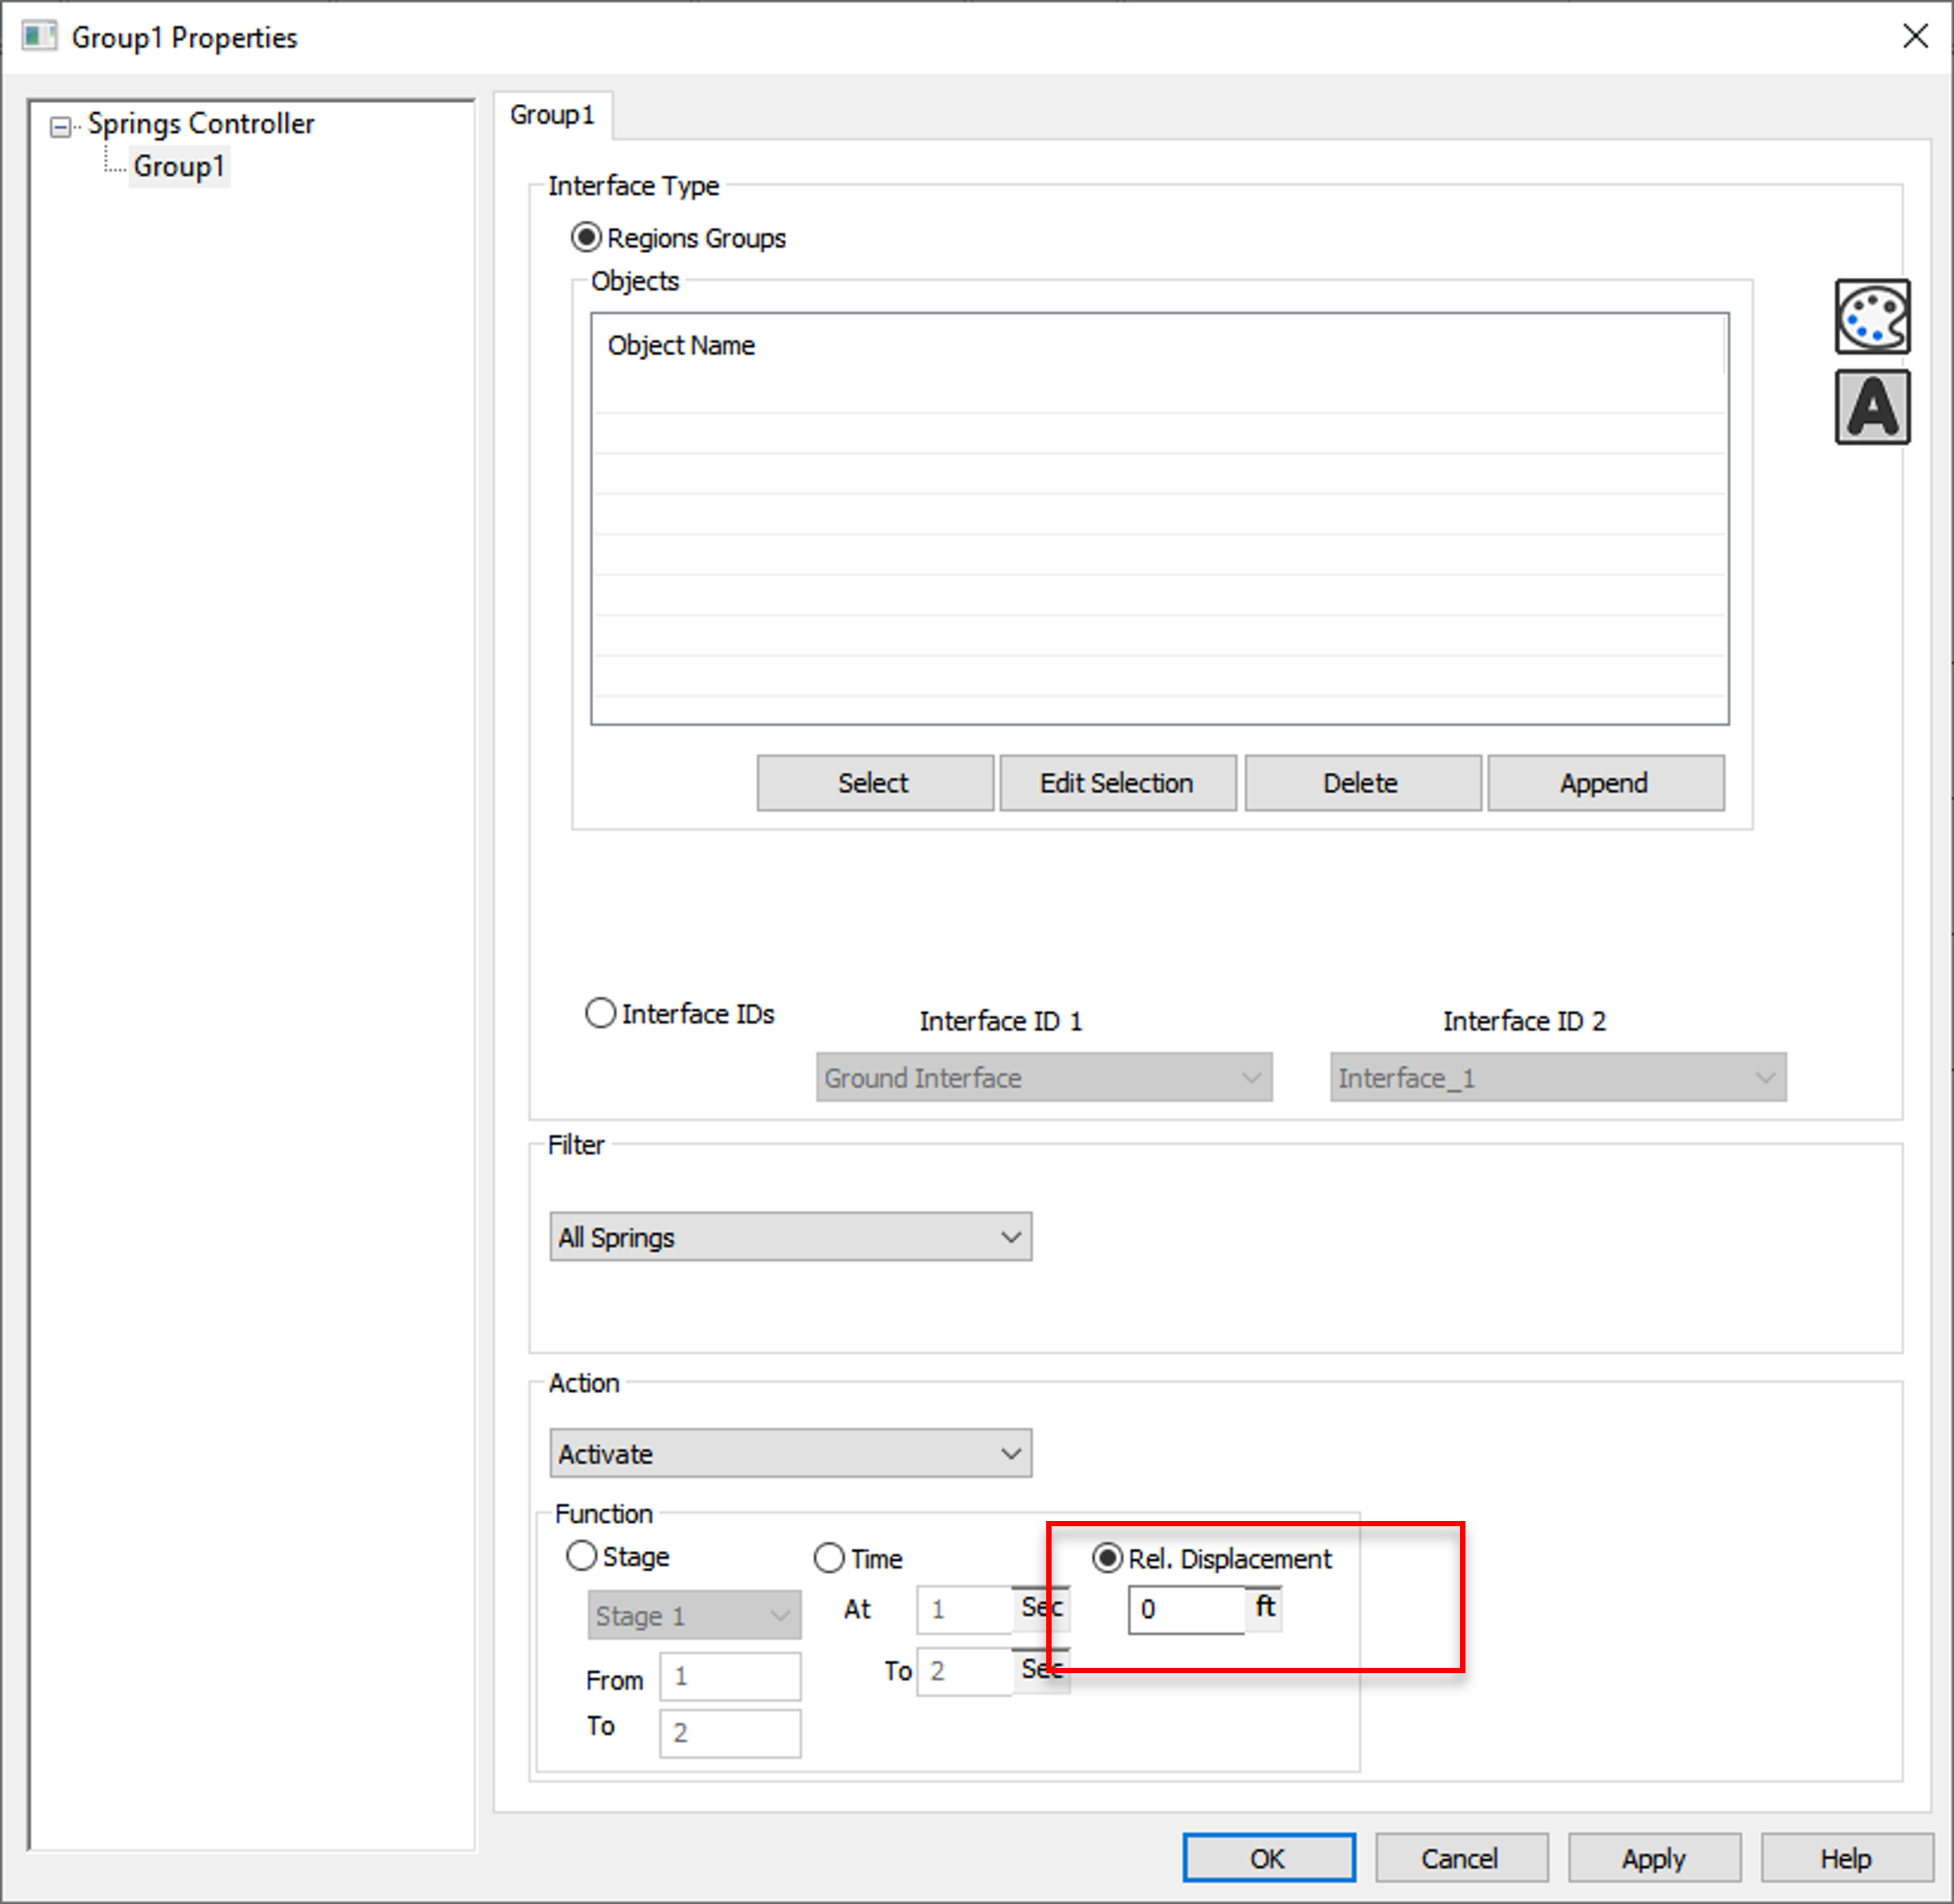 Group1 Properties
Springs Controller
Group1
Group1
Interface Type
Regions Groups
Objects
Object Name
A
Select Edit Selection Delete Append
Interface IDs Interface ID 1 Interface ID 2
Ground Interface Interface_1
Filter
All Springs
Action
Activate
Function
Stage Time Rel. Displacement
Stage 1 At 1 Sec 0 ft
From 1 To 2 Sec
To 2
OK Cancel Apply Help